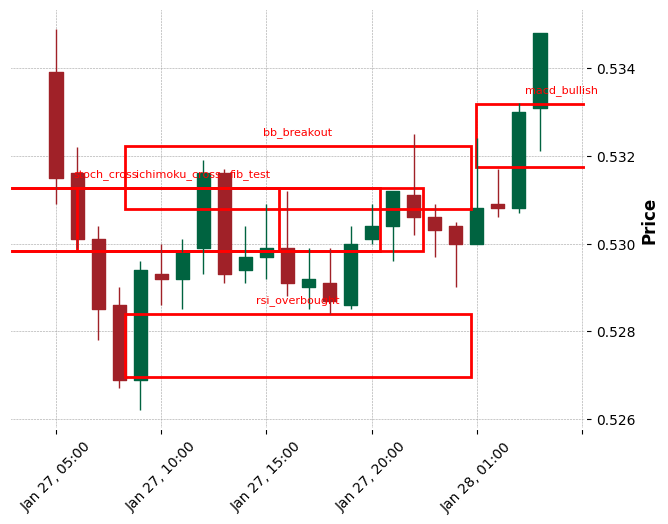 0.534
macd_bullish
bb_breakout
0.532
stoch_cross
ichimoku_cross
fib_test
Price
0.530
rsi_overbought
0.528
0.526
Jan 27, 05:00
Jan 27, 10:00
Jan 27, 15:00
Jan 27, 20:00
Jan 28, 01:00